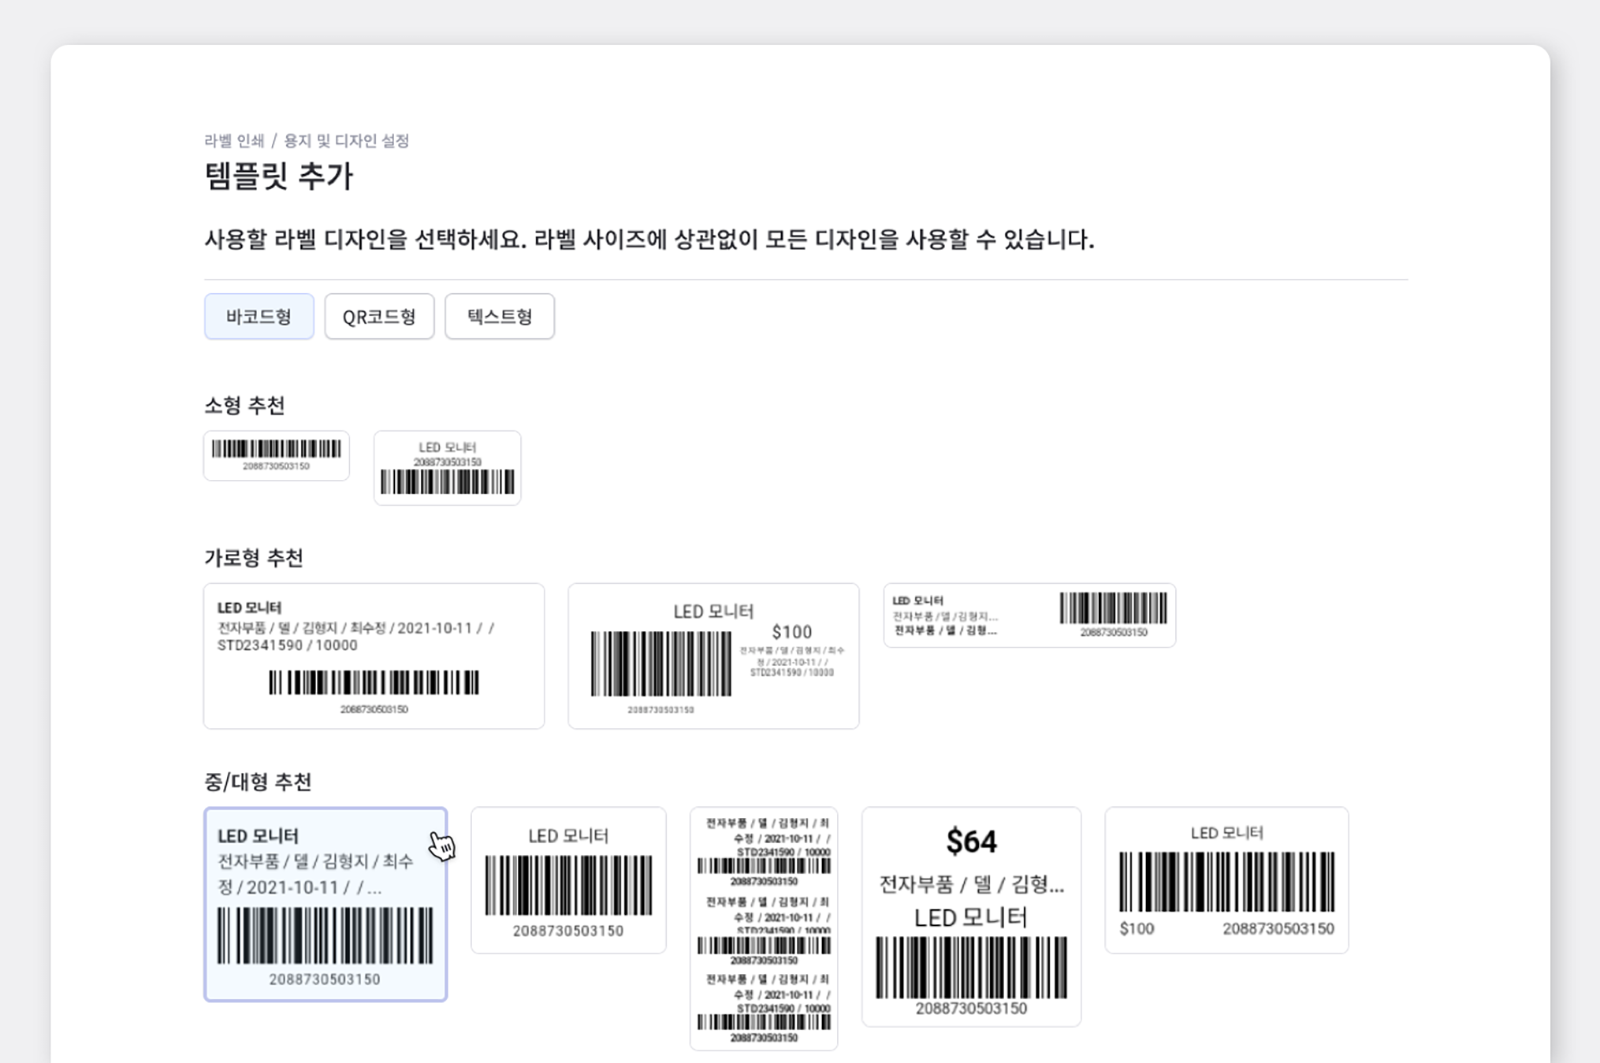 라벨 인쇄 / 용지 및 디자인 설정
템플릿 추가
사용할 라벨 디자인을 선택하세요. 라벨 사이즈에 상관없이 모든 디자인을 사용할 수 있습니다.
바코드형
QR코드형
텍스트형
소형 추천
2088730503150
LED 모니터
2088730503150
가로형 추천
LED 모니터
전자부품 / 델 / 김형지 / 최수정 / 2021-10-11 / /
STD2341590 / 10000
2088730503150
LED 모니터
$100
전자부품 / 델 / 김형지 / 최수
정 / 2021-10-11 / /
STD2341590 / 10000
2088730503150
LED 모니터
전자부품 / 델 / 김형지...
전자부품 / 델 / 김형...
2088730503150
중/대형 추천
LED 모니터
전자부품 / 델 / 김형지 / 최수
정 / 2021-10-11 / / ...
2088730503150
LED 모니터
2088730503150
전자부품 / 델 / 김형지 / 최
수정 / 2021-10-11 / /
STD2341590 / 10000
2088730503150
전자부품 / 델 / 김형지 / 최
수정 / 2021-10-11 / /
STD2341590 / 10000
2088730503150
전자부품 / 델 / 김형지 / 최
수정 / 2021-10-11 / /
STD2341590 / 10000
2088730503150
$64
전자부품 / 델 / 김형...
LED 모니터
2088730503150
LED 모니터
$100
2088730503150